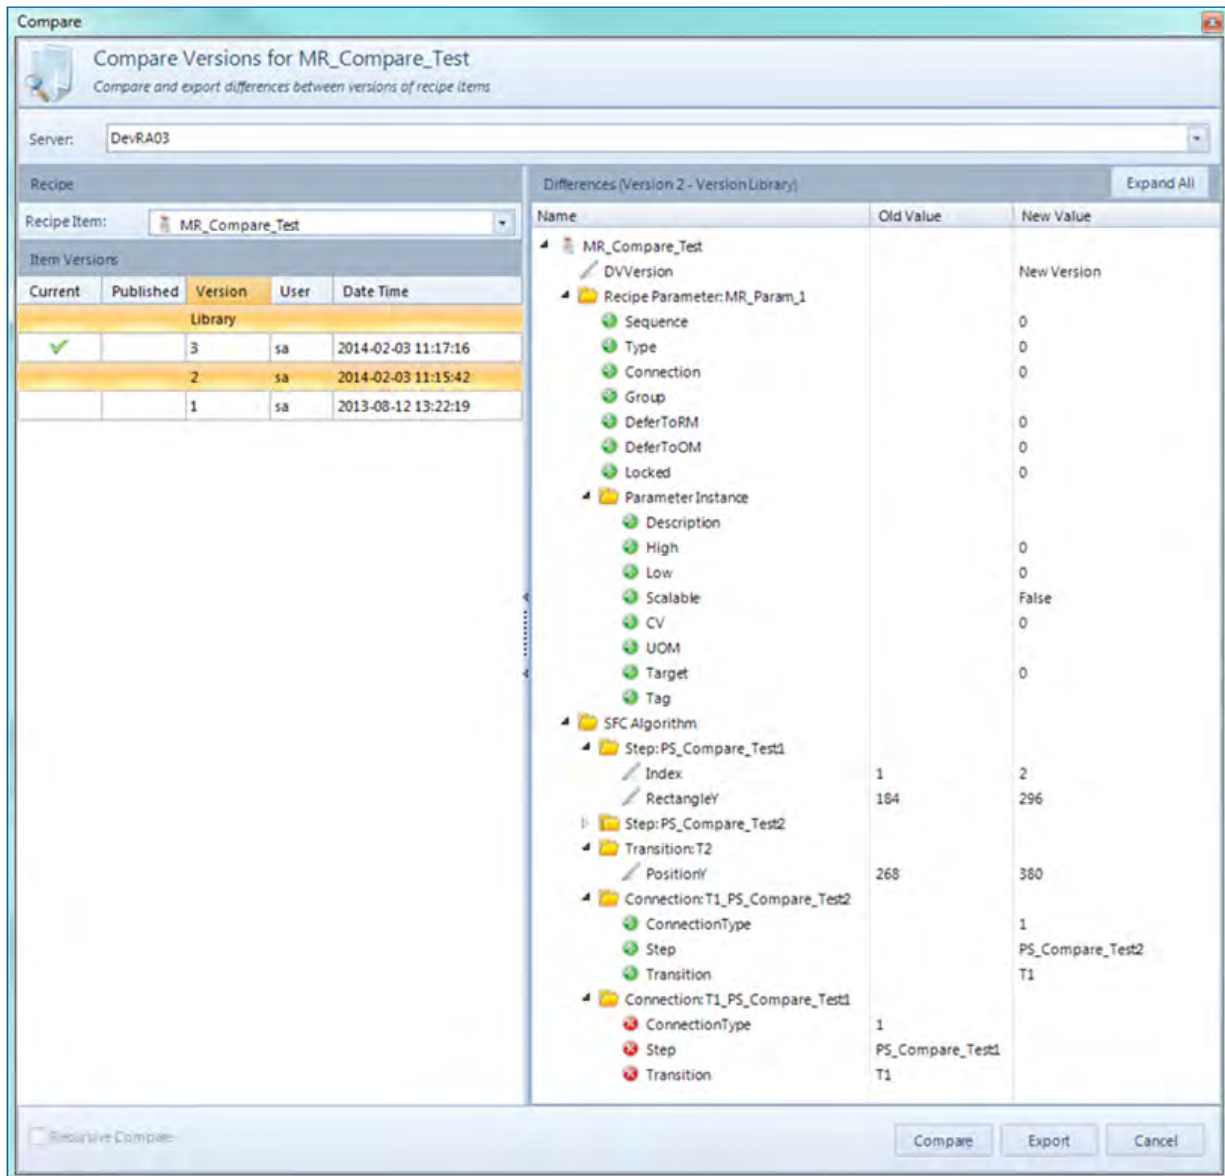 Compare
Compare Versions for MR_Compare_Test
Compare and export differences between versions of recipe items
Server: DevRA03
Recipe
Recipe Item: MR_Compare_Test
Item Versions
Current Published Version User Date Time
Library
3 sa 2014-02-03 11:17:16
2 sa 2014-02-03 11:15:42
1 sa 2013-08-12 13:22:19
Differences (Version 2 - Version Library) Expand All
Name Old Value New Value
MR_Compare_Test
DVVersion New Version
Recipe Parameter: MR_Param_1
Sequence 0
Type 0
Connection 0
Group
DeferToRM 0
DeferToOM 0
Locked 0
Parameter Instance
Description
High 0
Low 0
Scalable False
CV 0
UOM
Target 0
Tag
SFC Algorithm
Step: PS_Compare_Test1
Index 1 2
RectangleY 184 296
Step: PS_Compare_Test2
Transition: T2
PositionY 268 380
Connection: T1_PS_Compare_Test2
ConnectionType 1
Step PS_Compare_Test2
Transition T1
Connection: T1_PS_Compare_Test1
ConnectionType 1
Step PS_Compare_Test1
Transition T1
Recursive Compare Compare Export Cancel